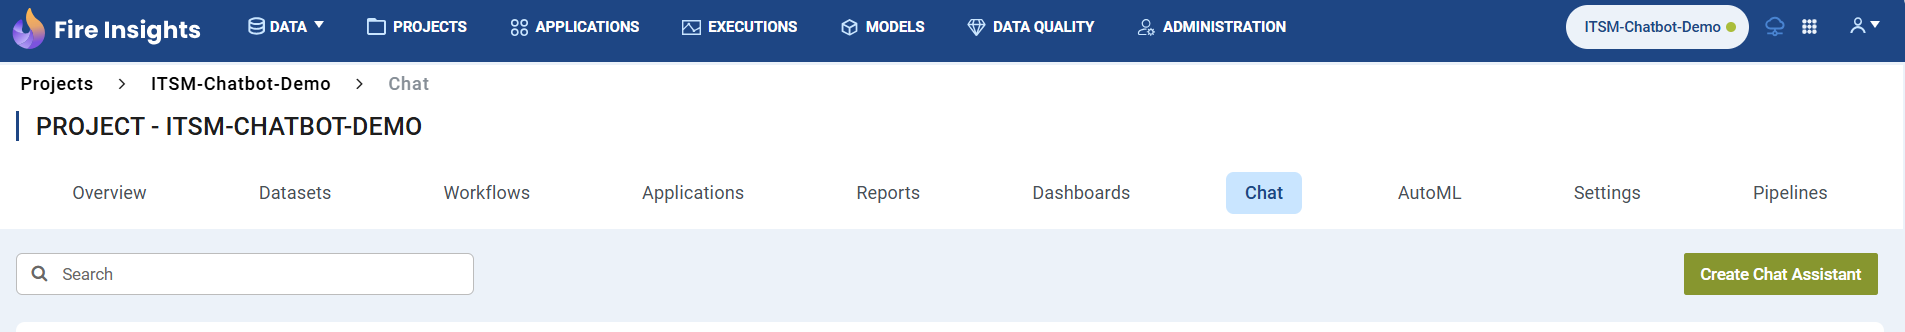 Fire Insights DATA PROJECTS APPLICATIONS EXECUTIONS MODELS DATA QUALITY ADMINISTRATION ITSM-Chatbot-Demo
Projects > ITSM-Chatbot-Demo > Chat
PROJECT - ITSM-CHATBOT-DEMO
Overview Datasets Workflows Applications Reports Dashboards Chat AutoML Settings Pipelines
Search Create Chat Assistant